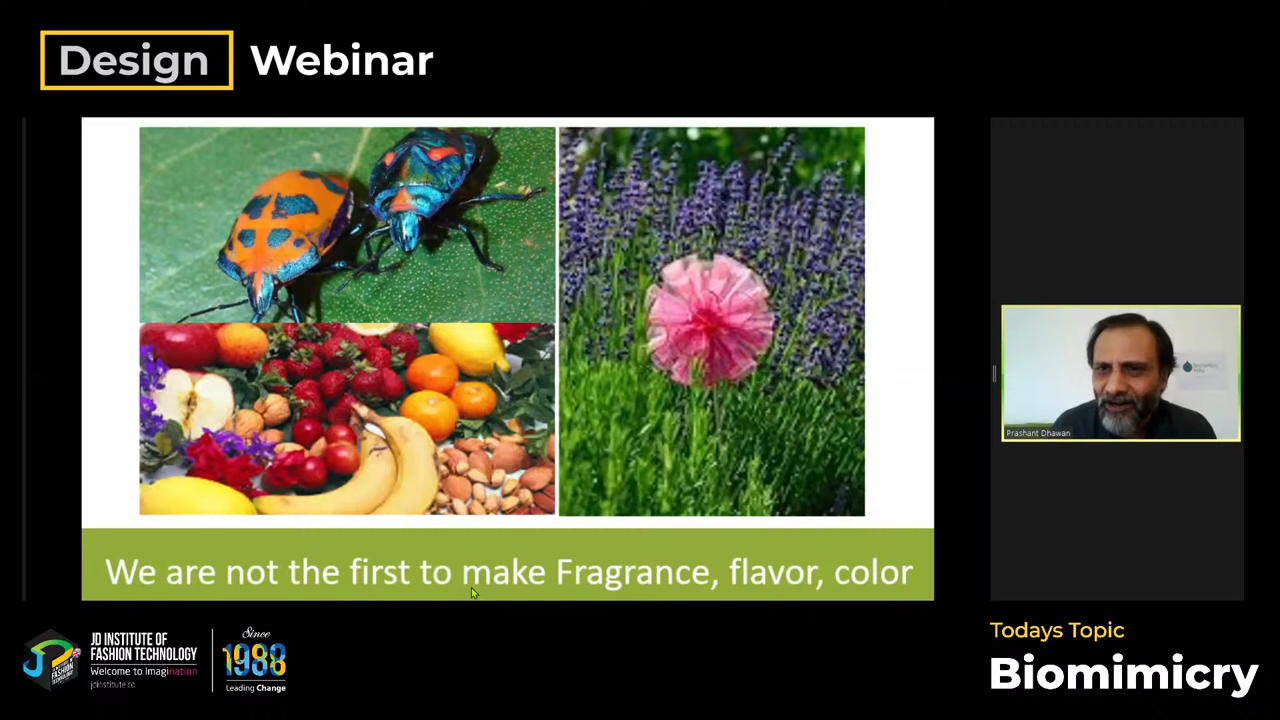 Design Webinar
We are not the first to make Fragrance, flavor, color
Prashant Dhawan
JD INSTITUTE OF
FASHION TECHNOLOGY
Welcome to Imagination
jdinstitute.co
Since
1988
Leading Change
Todays Topic
Biomimicry